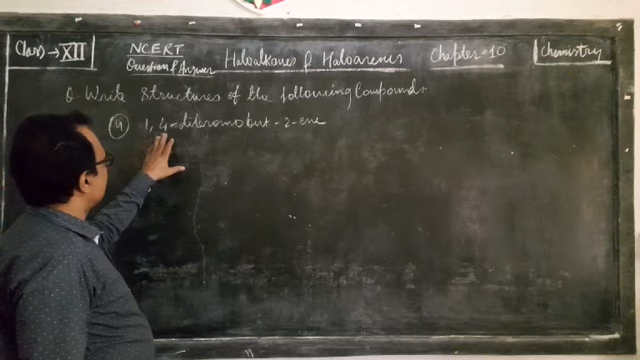 Class → XII
NCERT
Question & Answer
Haloalkanes & Haloarenes
Chapter-10
Chemistry
Q. Write Structures of the following Compounds.
(4) 1, 4-dibromobut-2-ene